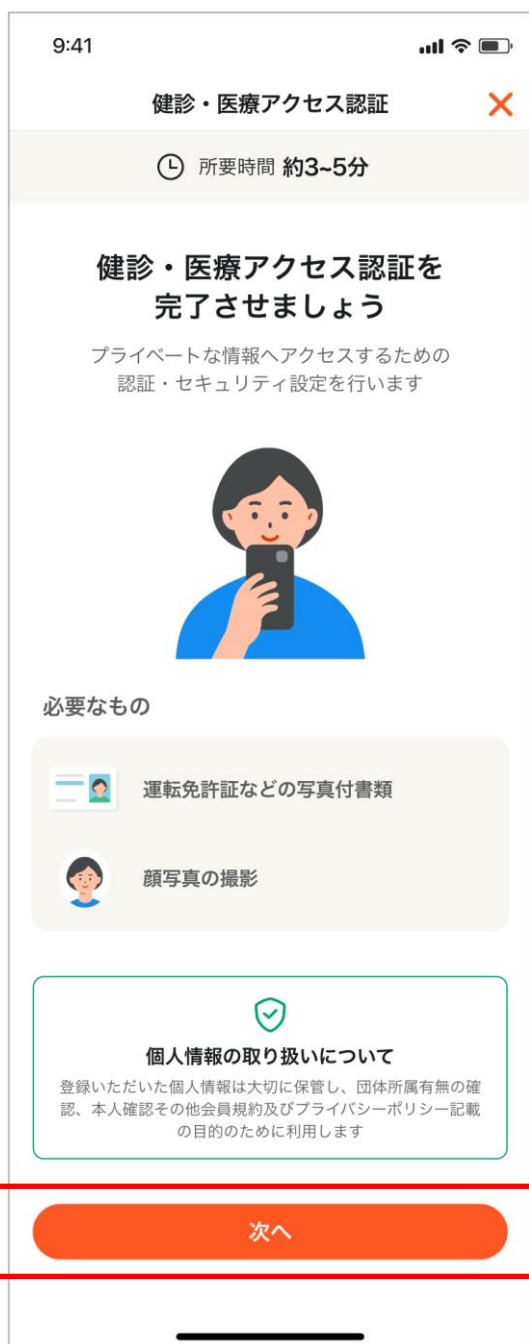 9:41
健診・医療アクセス認証
所要時間 約3~5分
健診・医療アクセス認証を
完了させましょう
プライベートな情報へアクセスするための
認証・セキュリティ設定を行います
必要なもの
運転免許証などの写真付書類
顔写真の撮影
個人情報の取り扱いについて
登録いただいた個人情報は大切に保管し、団体所属有無の確
認、本人確認その他会員規約及びプライバシーポリシー記載
の目的のために利用します
次へ